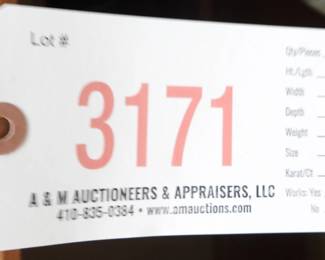 Lot #
3171
A & M AUCTIONEERS & APPRAISERS, LLC
410-835-0384 • www.amauctions.com
Qty/Pieces
Ht./Lgth
Width
Depth
Weight
Size
Karat/Ct.
Works: Yes
No